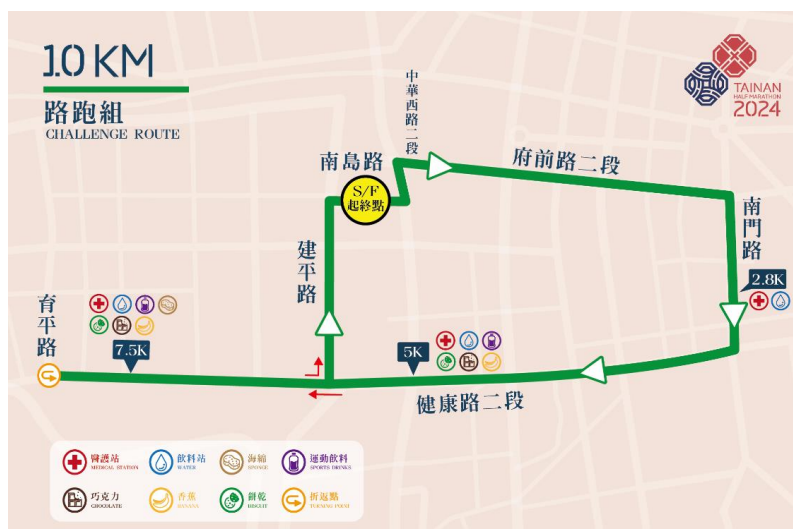 10 KM
路跑組
CHALLENGE ROUTE
TAINAN
HALF MARATHON
2024
中華西路二段
南島路
S/F
起終點
府前路二段
南門路
2.8K
建平路
育平路
7.5K
5K
健康路二段
醫護站
MEDICAL STATION
飲料站
WATER
海綿
SPONGE
運動飲料
SPORTS DRINKS
巧克力
CHOCOLATE
香蕉
BANANA
餅乾
BISCUIT
折返點
TURNING POINT